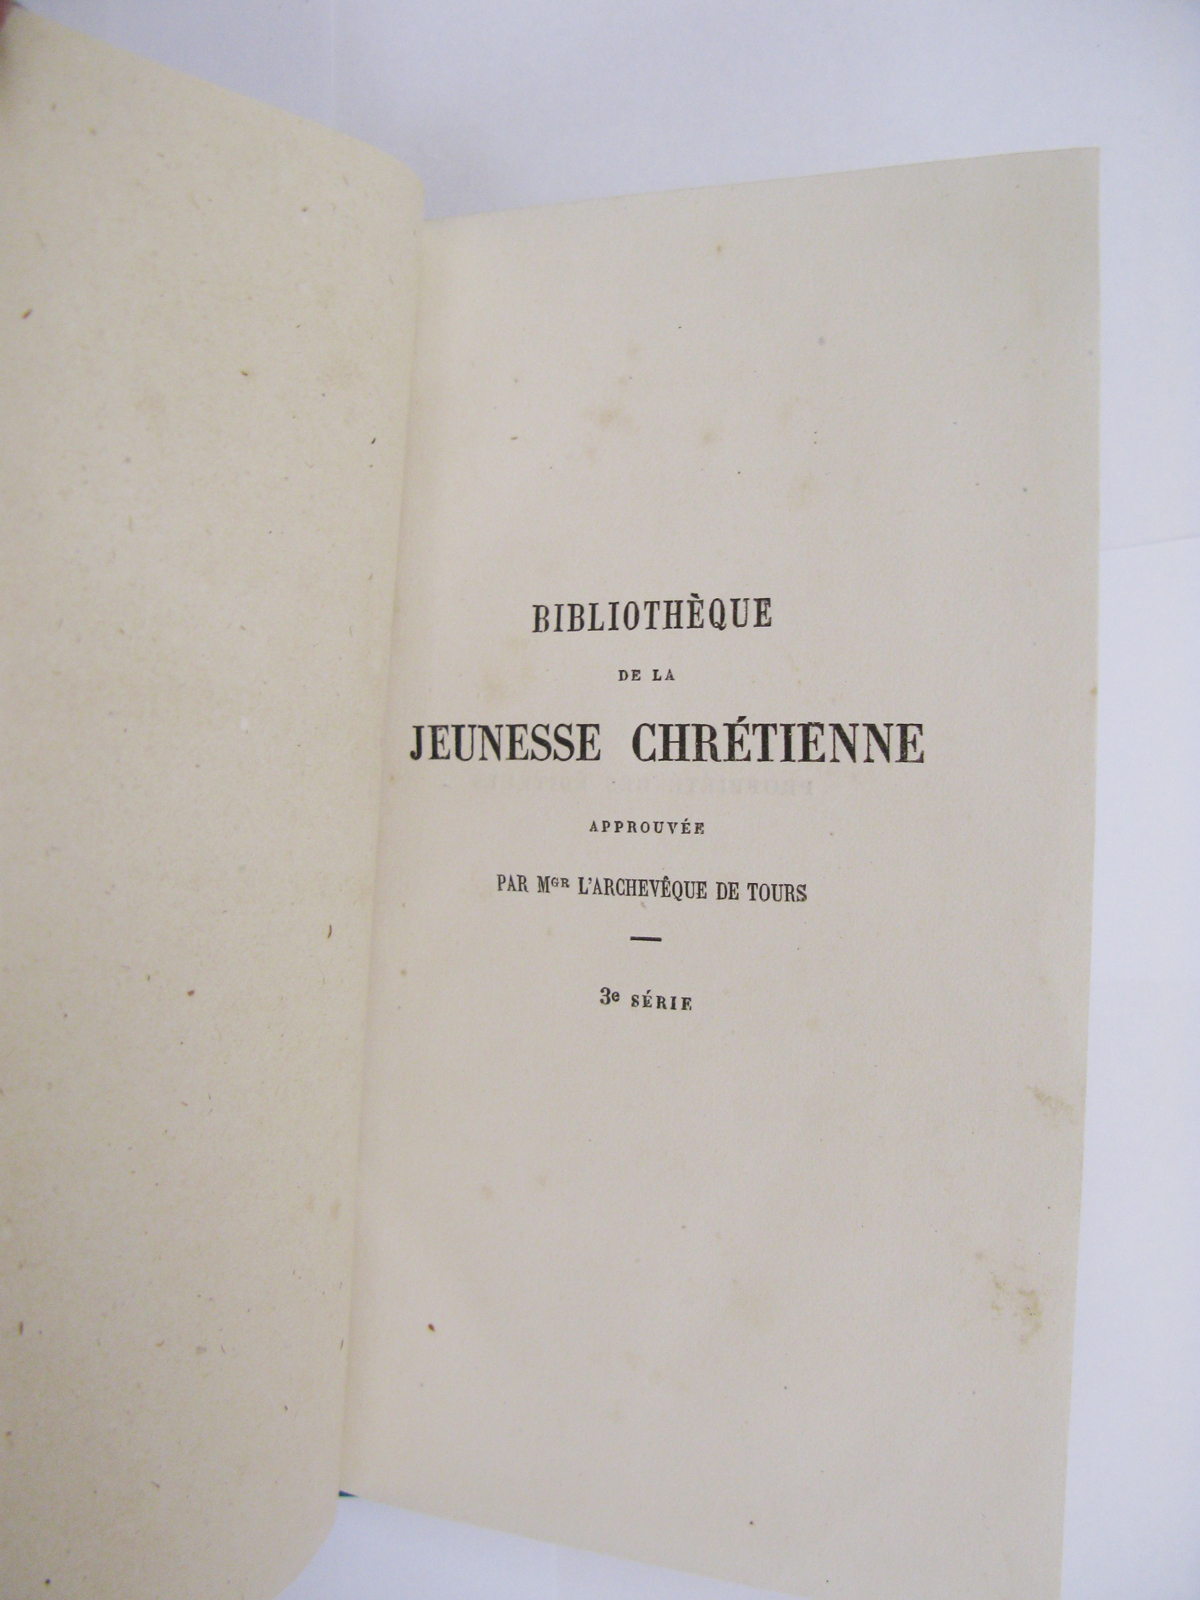 BIBLIOTHÈQUE
DE LA
JEUNESSE CHRÉTIENNE
APPROUVÉE
PAR MGR L'ARCHEVÊQUE DE TOURS
3e SÉRIE